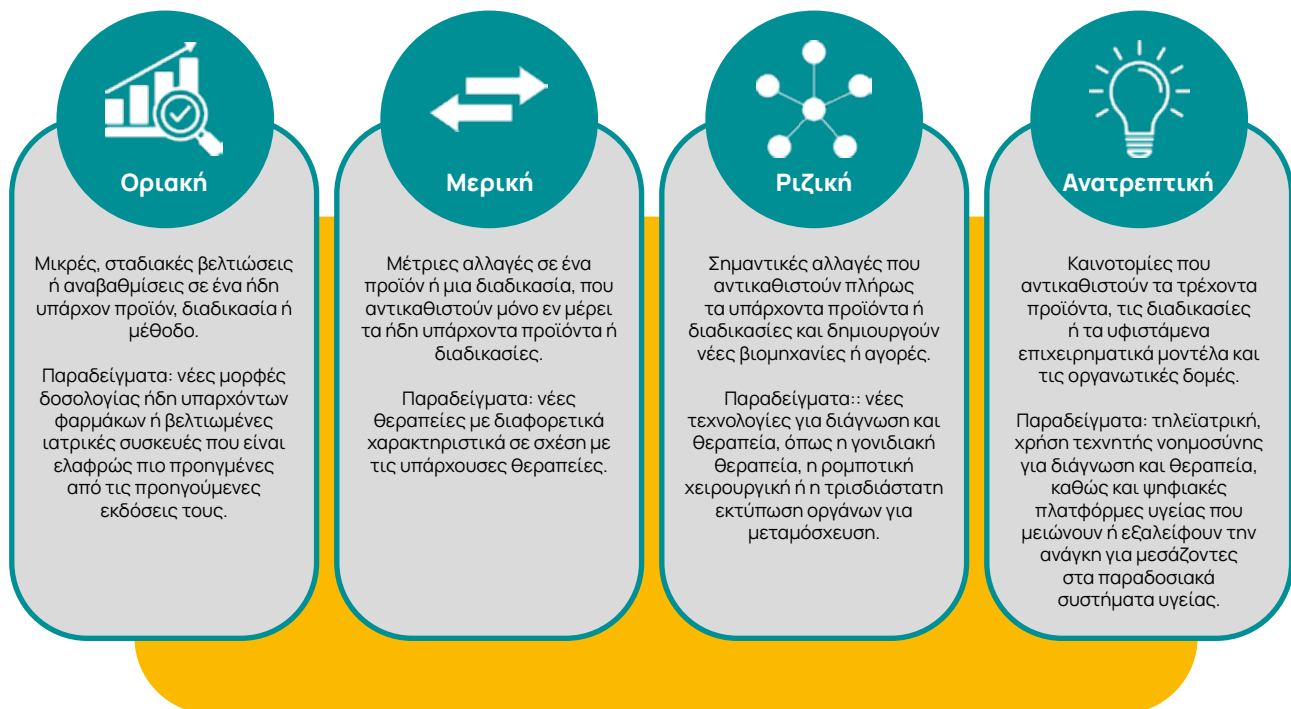 Οριακή
Μικρές, σταδιακές βελτιώσεις
ή αναβαθμίσεις σε ένα ήδη
υπάρχον προϊόν, διαδικασία ή
μέθοδο.
Παραδείγματα: νέες μορφές
δοσολογίας ήδη υπαρχόντων
φαρμάκων ή βελτιωμένες
ιατρικές συσκευές που είναι
ελαφρώς πιο προηγμένες
από τις προηγούμενες
εκδόσεις τους.
Μερική
Μέτριες αλλαγές σε ένα
προϊόν ή μια διαδικασία, που
αντικαθιστούν μόνο εν μέρει
τα ήδη υπάρχοντα προϊόντα ή
διαδικασίες.
Παραδείγματα: νέες
θεραπείες με διαφορετικά
χαρακτηριστικά σε σχέση με
τις υπάρχουσες θεραπείες.
Ριζική
Σημαντικές αλλαγές που
αντικαθιστούν πλήρως
τα υπάρχοντα προϊόντα ή
διαδικασίες και δημιουργούν
νέες βιομηχανίες ή αγορές.
Παραδείγματα:: νέες
τεχνολογίες για διάγνωση και
θεραπεία, όπως η γονιδιακή
θεραπεία, η ρομποτική
χειρουργική ή η τρισδιάστατη
εκτύπωση οργάνων για
μεταμόσχευση.
Ανατρεπτική
Καινοτομίες που
αντικαθιστούν τα τρέχοντα
προϊόντα, τις διαδικασίες
ή τα υφιστάμενα
επιχειρηματικά μοντέλα και
τις οργανωτικές δομές.
Παραδείγματα: τηλεϊατρική,
χρήση τεχνητής νοημοσύνης
για διάγνωση και θεραπεία,
καθώς και ψηφιακές
πλατφόρμες υγείας που
μειώνουν ή εξαλείφουν την
ανάγκη για μεσάζοντες
στα παραδοσιακά
συστήματα υγείας.